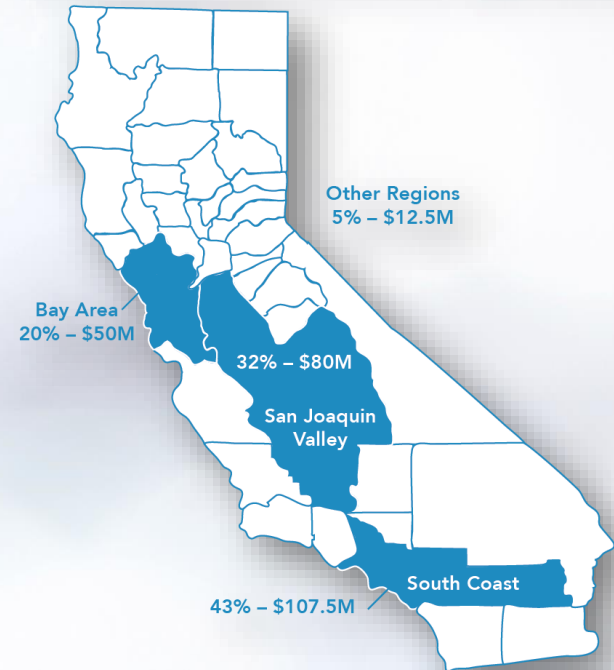 Other Regions
5% – $12.5M
Bay Area
20% – $50M
32% – $80M
San Joaquin
Valley
South Coast
43% – $107.5M